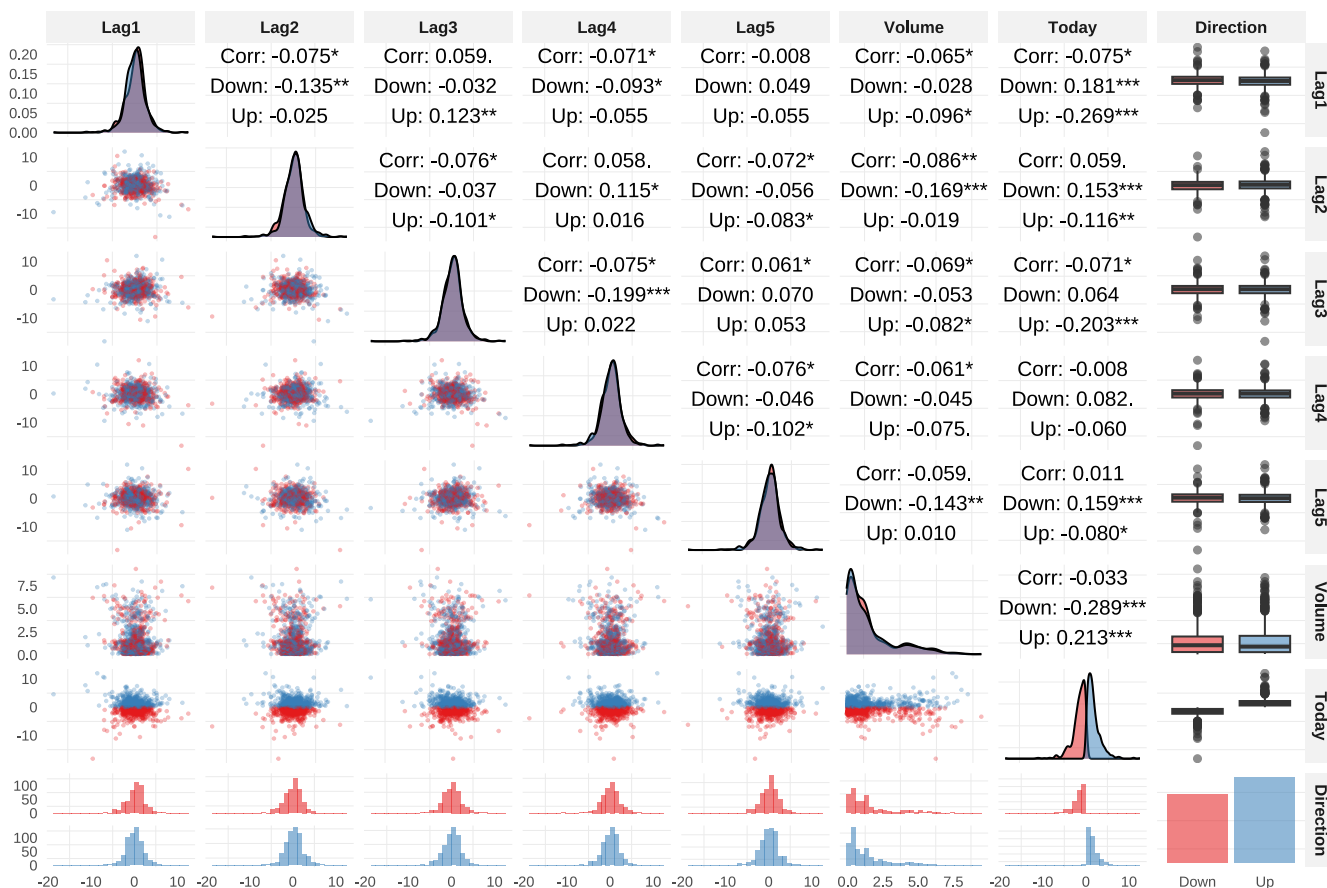 Lag1 Lag2 Lag3 Lag4 Lag5 Volume Today Direction
0.20
0.15
0.10
0.05
0.00
Corr: -0.075* Corr: 0.059. Corr: -0.071* Corr: -0.008 Corr: -0.065* Corr: -0.075*
Down: -0.135** Down: -0.032 Down: -0.093* Down: 0.049 Down: -0.028 Down: 0.181***
Up: -0.025 Up: 0.123** Up: -0.055 Up: -0.055 Up: -0.096* Up: -0.269***
Lag1
10
0
-10
Corr: -0.076* Corr: 0.058. Corr: -0.072* Corr: -0.086** Corr: 0.059.
Down: -0.037 Down: 0.115* Down: -0.056 Down: -0.169*** Down: 0.153***
Up: -0.101* Up: 0.016 Up: -0.083* Up: -0.019 Up: -0.116**
Lag2
10
0
-10
Corr: -0.075* Corr: 0.061* Corr: -0.069* Corr: -0.071*
Down: -0.199*** Down: 0.070 Down: -0.053 Down: 0.064
Up: 0.022 Up: 0.053 Up: -0.082* Up: -0.203***
Lag3
10
0
-10
Corr: -0.076* Corr: -0.061* Corr: -0.008
Down: -0.046 Down: -0.045 Down: 0.082.
Up: -0.102* Up: -0.075. Up: -0.060
Lag4
10
0
-10
Corr: -0.059. Corr: 0.011
Down: -0.143** Down: 0.159***
Up: 0.010 Up: -0.080*
Lag5
7.5
5.0
2.5
0.0
Corr: -0.033
Down: -0.289***
Up: 0.213***
Volume
10
0
-10
Today
100
50
0
100
50
0
Direction
-20 -10 0 10 -20 -10 0 10 -20 -10 0 10 -20 -10 0 10 -20 -10 0 10 0.0 2.5 5.0 7.5 -20 -10 0 10 Down Up